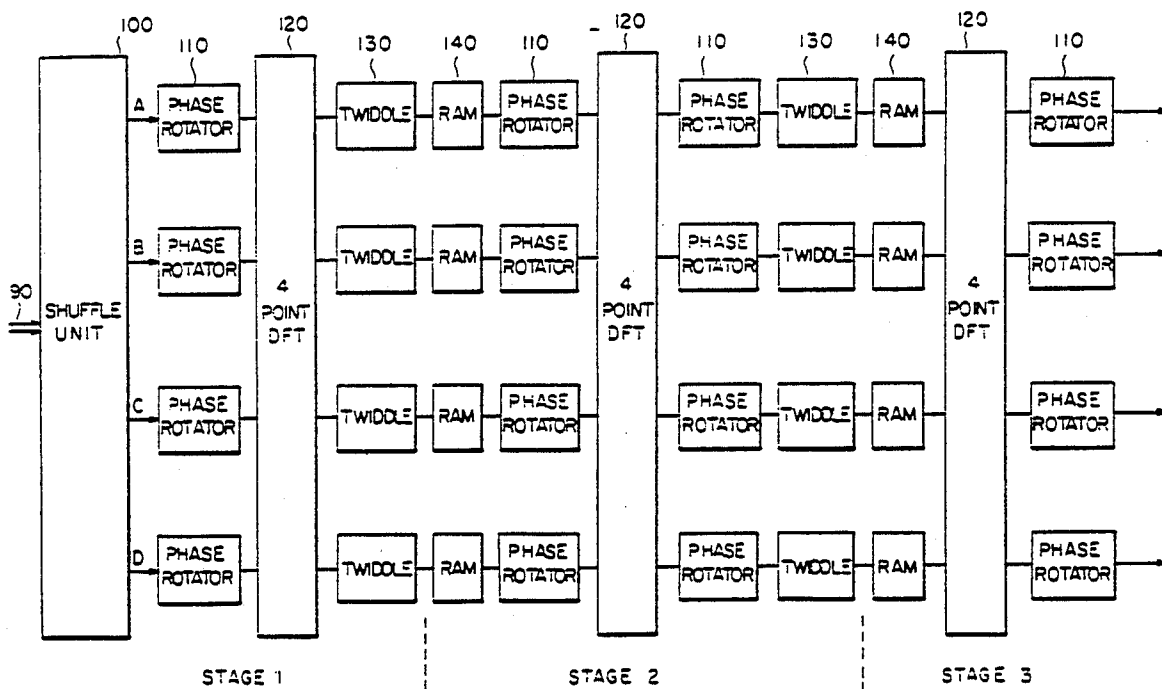 100 110 120 130 140 110 120 110 130 140 120 110
A PHASE ROTATOR TWIDDLE RAM PHASE ROTATOR PHASE ROTATOR TWIDDLE RAM PHASE ROTATOR
B PHASE ROTATOR TWIDDLE RAM PHASE ROTATOR PHASE ROTATOR TWIDDLE RAM PHASE ROTATOR
90
SHUFFLE UNIT
4 POINT DFT
4 POINT DFT
4 POINT DFT
C PHASE ROTATOR TWIDDLE RAM PHASE ROTATOR PHASE ROTATOR TWIDDLE RAM PHASE ROTATOR
D PHASE ROTATOR TWIDDLE RAM PHASE ROTATOR PHASE ROTATOR TWIDDLE RAM PHASE ROTATOR
STAGE 1 STAGE 2 STAGE 3